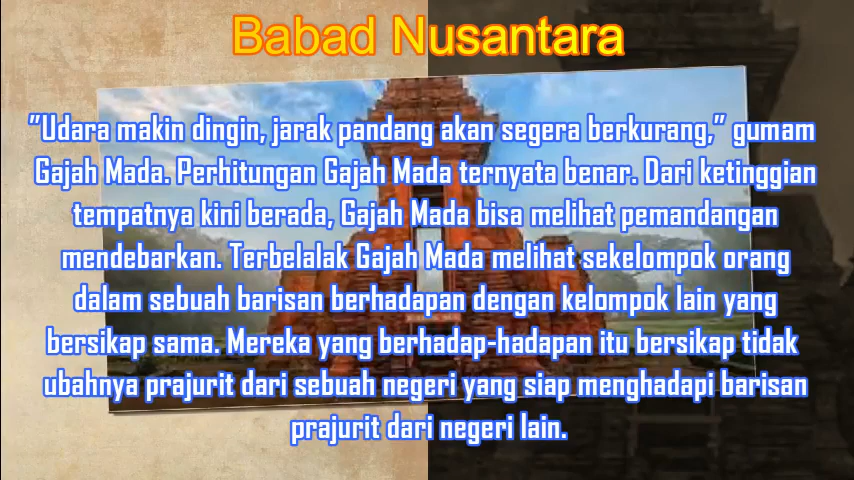 Babad Nusantara
"Udara makin dingin, jarak pandang akan segera berkurang," gumam
Gajah Mada. Perhitungan Gajah Mada ternyata benar. Dari ketinggian
tempatnya kini berada, Gajah Mada bisa melihat pemandangan
mendebarkan. Terbelalak Gajah Mada melihat sekelompok orang
dalam sebuah barisan berhadapan dengan kelompok lain yang
bersikap sama. Mereka yang berhadap-hadapan itu bersikap tidak
ubahnya prajurit dari sebuah negeri yang siap menghadapi barisan
prajurit dari negeri lain.